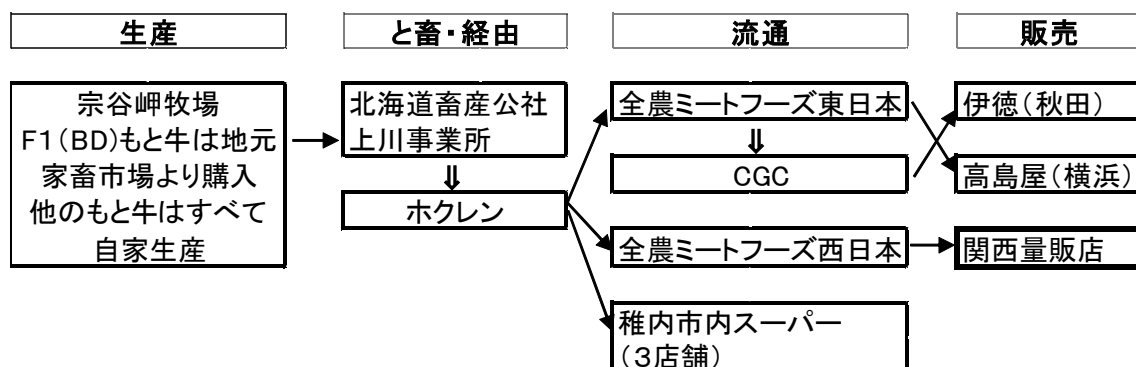 生産
と畜・経由
流通
販売
宗谷岬牧場
F1(BD)もと牛は地元
家畜市場より購入
他のもと牛はすべて
自家生産
北海道畜産公社
上川事業所
⇓
ホクレン
全農ミートフーズ東日本
⇓
CGC
全農ミートフーズ西日本
稚内市内スーパー
(3店舗)
伊徳(秋田)
高島屋(横浜)
関西量販店